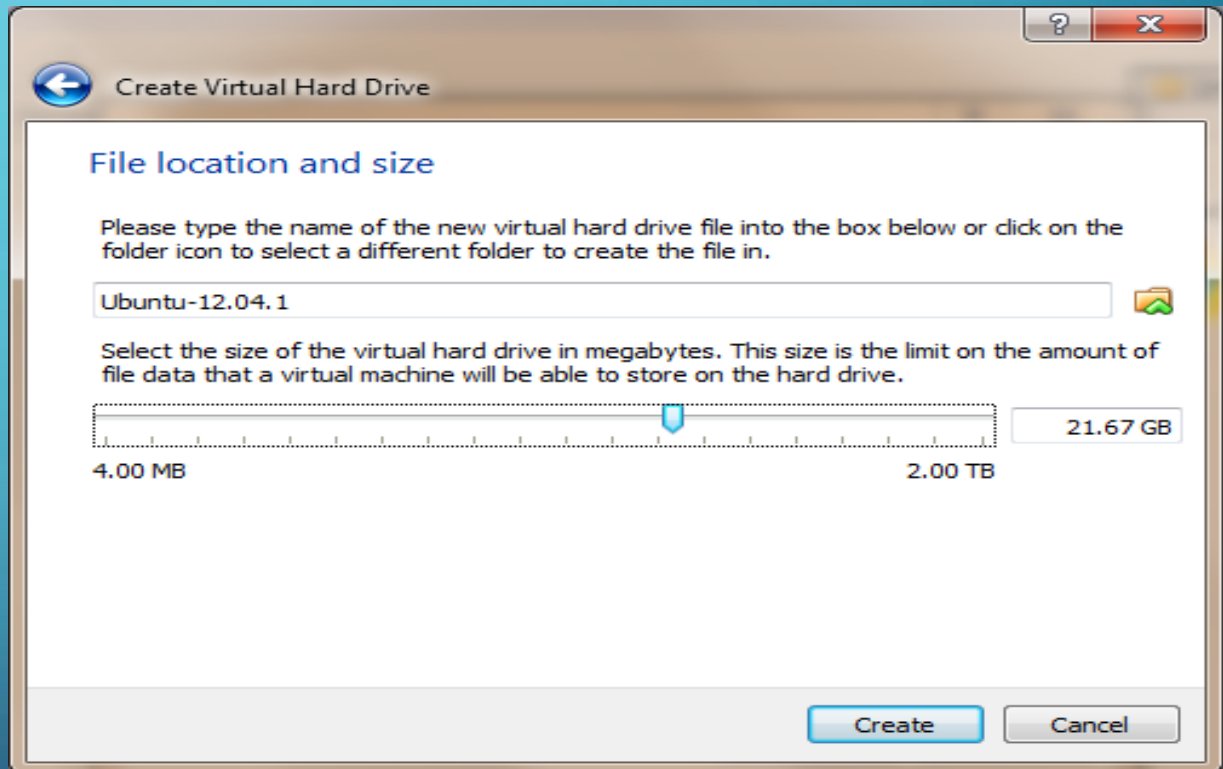 ?
Create Virtual Hard Drive
File location and size
Please type the name of the new virtual hard drive file into the box below or click on the
folder icon to select a different folder to create the file in.
Ubuntu-12.04.1
Select the size of the virtual hard drive in megabytes. This size is the limit on the amount of
file data that a virtual machine will be able to store on the hard drive.
21.67 GB
4.00 MB 2.00 TB
Create Cancel